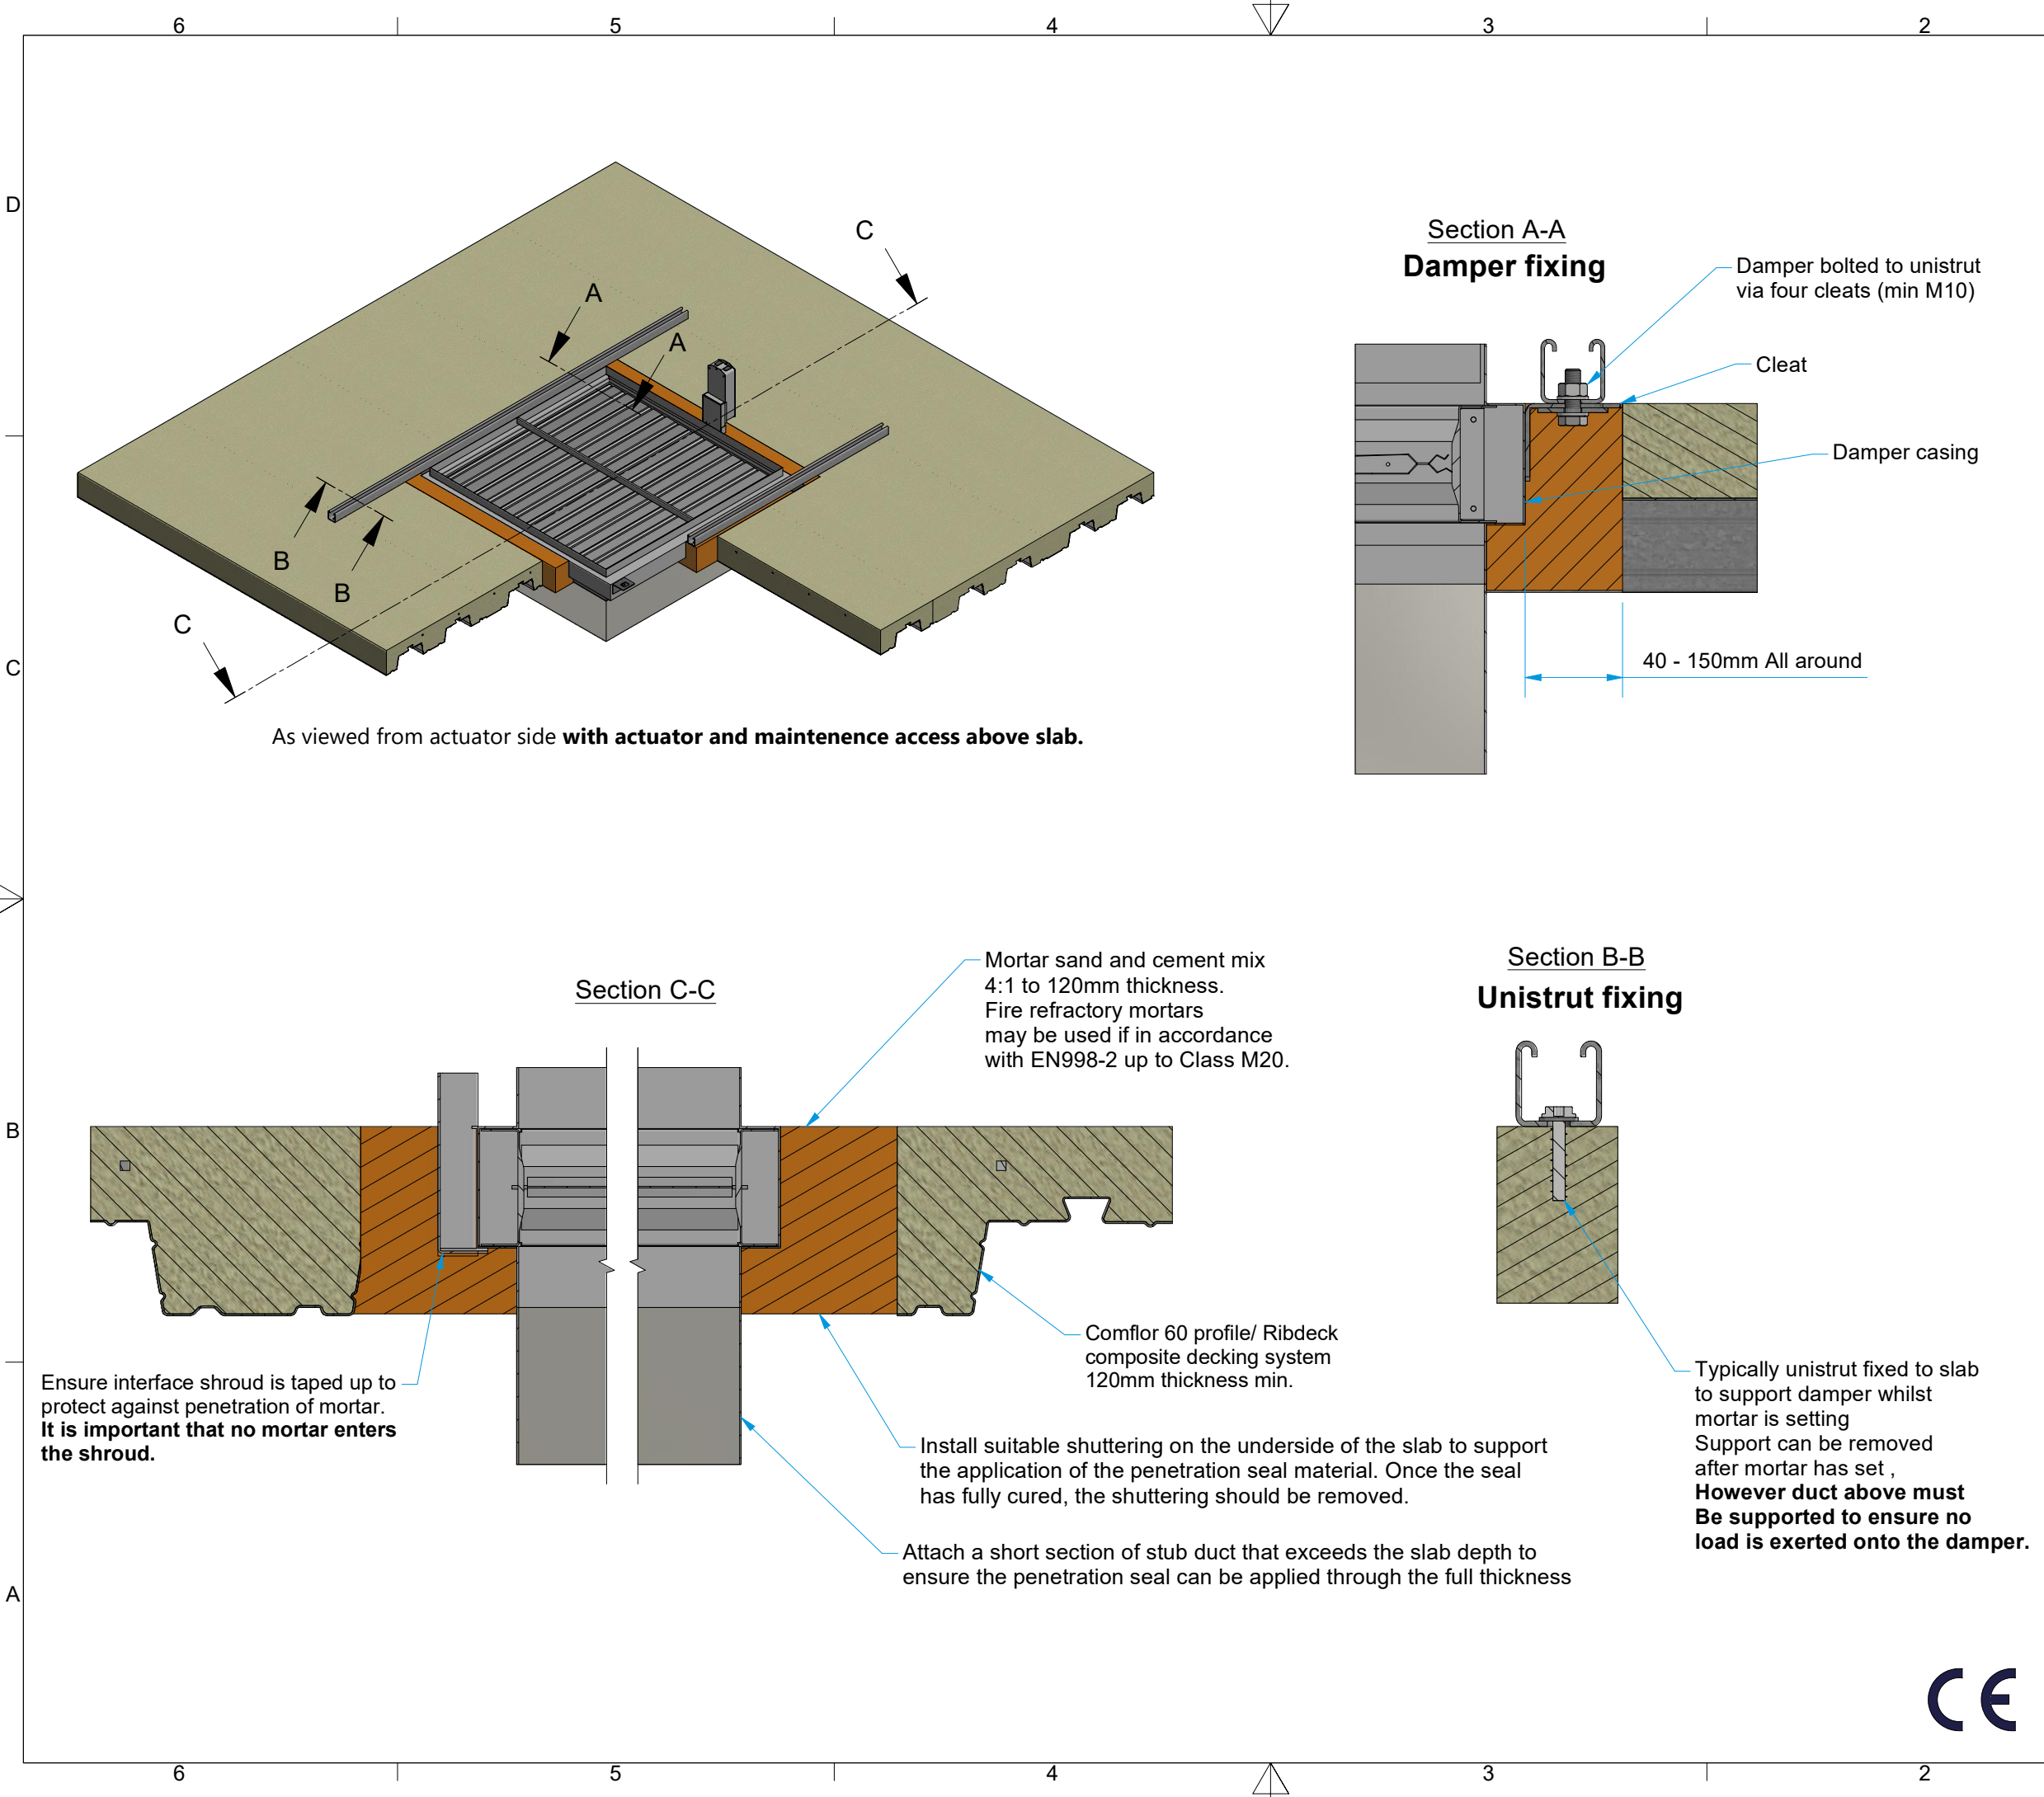 6 5 4 3 2
D
C
B
A
C
A
A
B
B
C
As viewed from actuator side with actuator and maintenence access above slab.
Section A-A
Damper fixing
Damper bolted to unistrut
via four cleats (min M10)
Cleat
Damper casing
40 - 150mm All around
Section C-C
Mortar sand and cement mix
4:1 to 120mm thickness.
Fire refractory mortars
may be used if in accordance
with EN998-2 up to Class M20.
Ensure interface shroud is taped up to
protect against penetration of mortar.
It is important that no mortar enters
the shroud.
Comflor 60 profile/ Ribdeck
composite decking system
120mm thickness min.
Install suitable shuttering on the underside of the slab to support
the application of the penetration seal material. Once the seal
has fully cured, the shuttering should be removed.
Attach a short section of stub duct that exceeds the slab depth to
ensure the penetration seal can be applied through the full thickness
Section B-B
Unistrut fixing
Typically unistrut fixed to slab
to support damper whilst
mortar is setting
Support can be removed
after mortar has set ,
However duct above must
Be supported to ensure no
load is exerted onto the damper.
CE
6 5 4 3 2